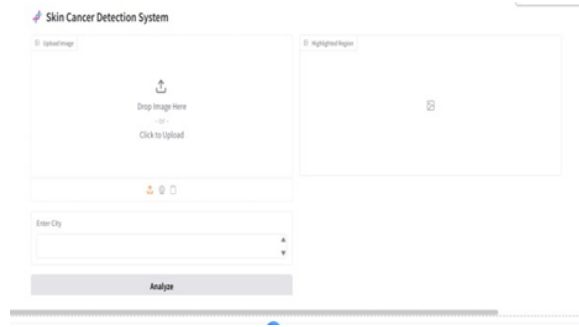 Skin Cancer Detection System
Upload Image
Highlighted Region
Drop Image Here
- or -
Click to Upload
Enter City
Analyze